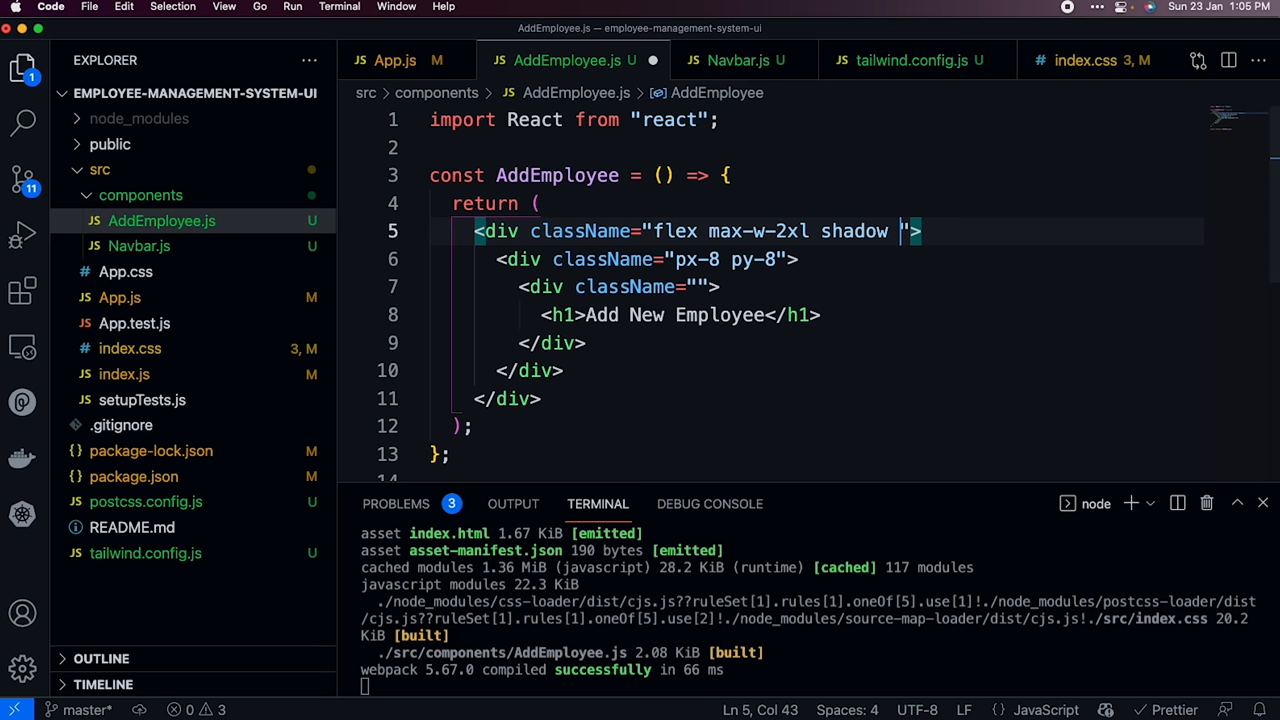 Code File Edit Selection View Go Run Terminal Window Help Sun 23 Jan 1:05 PM
AddEmployee.js — employee-management-system-ui
EXPLORER
JS App.js M JS AddEmployee.js U JS Navbar.js U JS tailwind.config.js U # index.css 3, M
src > components > JS AddEmployee.js > AddEmployee
EMPLOYEE-MANAGEMENT-SYSTEM-UI
node_modules
public
src
components
JS AddEmployee.js U
JS Navbar.js U
# App.css
JS App.js M
JS App.test.js
# index.css 3, M
JS index.js M
JS setupTests.js
.gitignore
{} package-lock.json M
{} package.json M
JS postcss.config.js U
README.md
JS tailwind.config.js U
OUTLINE
TIMELINE
1
11
1 import React from "react";
2
3 const AddEmployee = () => {
4 return (
5 <div className="flex max-w-2xl shadow ">
6 <div className="px-8 py-8">
7 <div className="">
8 <h1>Add New Employee</h1>
9 </div>
10 </div>
11 </div>
12 );
13 };
14
PROBLEMS 3 OUTPUT TERMINAL DEBUG CONSOLE node
asset index.html 1.67 KiB [emitted]
asset asset-manifest.json 190 bytes [emitted]
cached modules 1.36 MiB (javascript) 28.2 KiB (runtime) [cached] 117 modules
javascript modules 22.3 KiB
./node_modules/css-loader/dist/cjs.js??ruleSet[1].rules[1].oneOf[5].use[1]!./node_modules/postcss-loader/dist
/cjs.js??ruleSet[1].rules[1].oneOf[5].use[2]!./node_modules/source-map-loader/dist/cjs.js!./src/index.css 20.2
KiB [built]
./src/components/AddEmployee.js 2.08 KiB [built]
webpack 5.67.0 compiled successfully in 66 ms
master* 0 3 Ln 5, Col 43 Spaces: 4 UTF-8 LF {} JavaScript Prettier